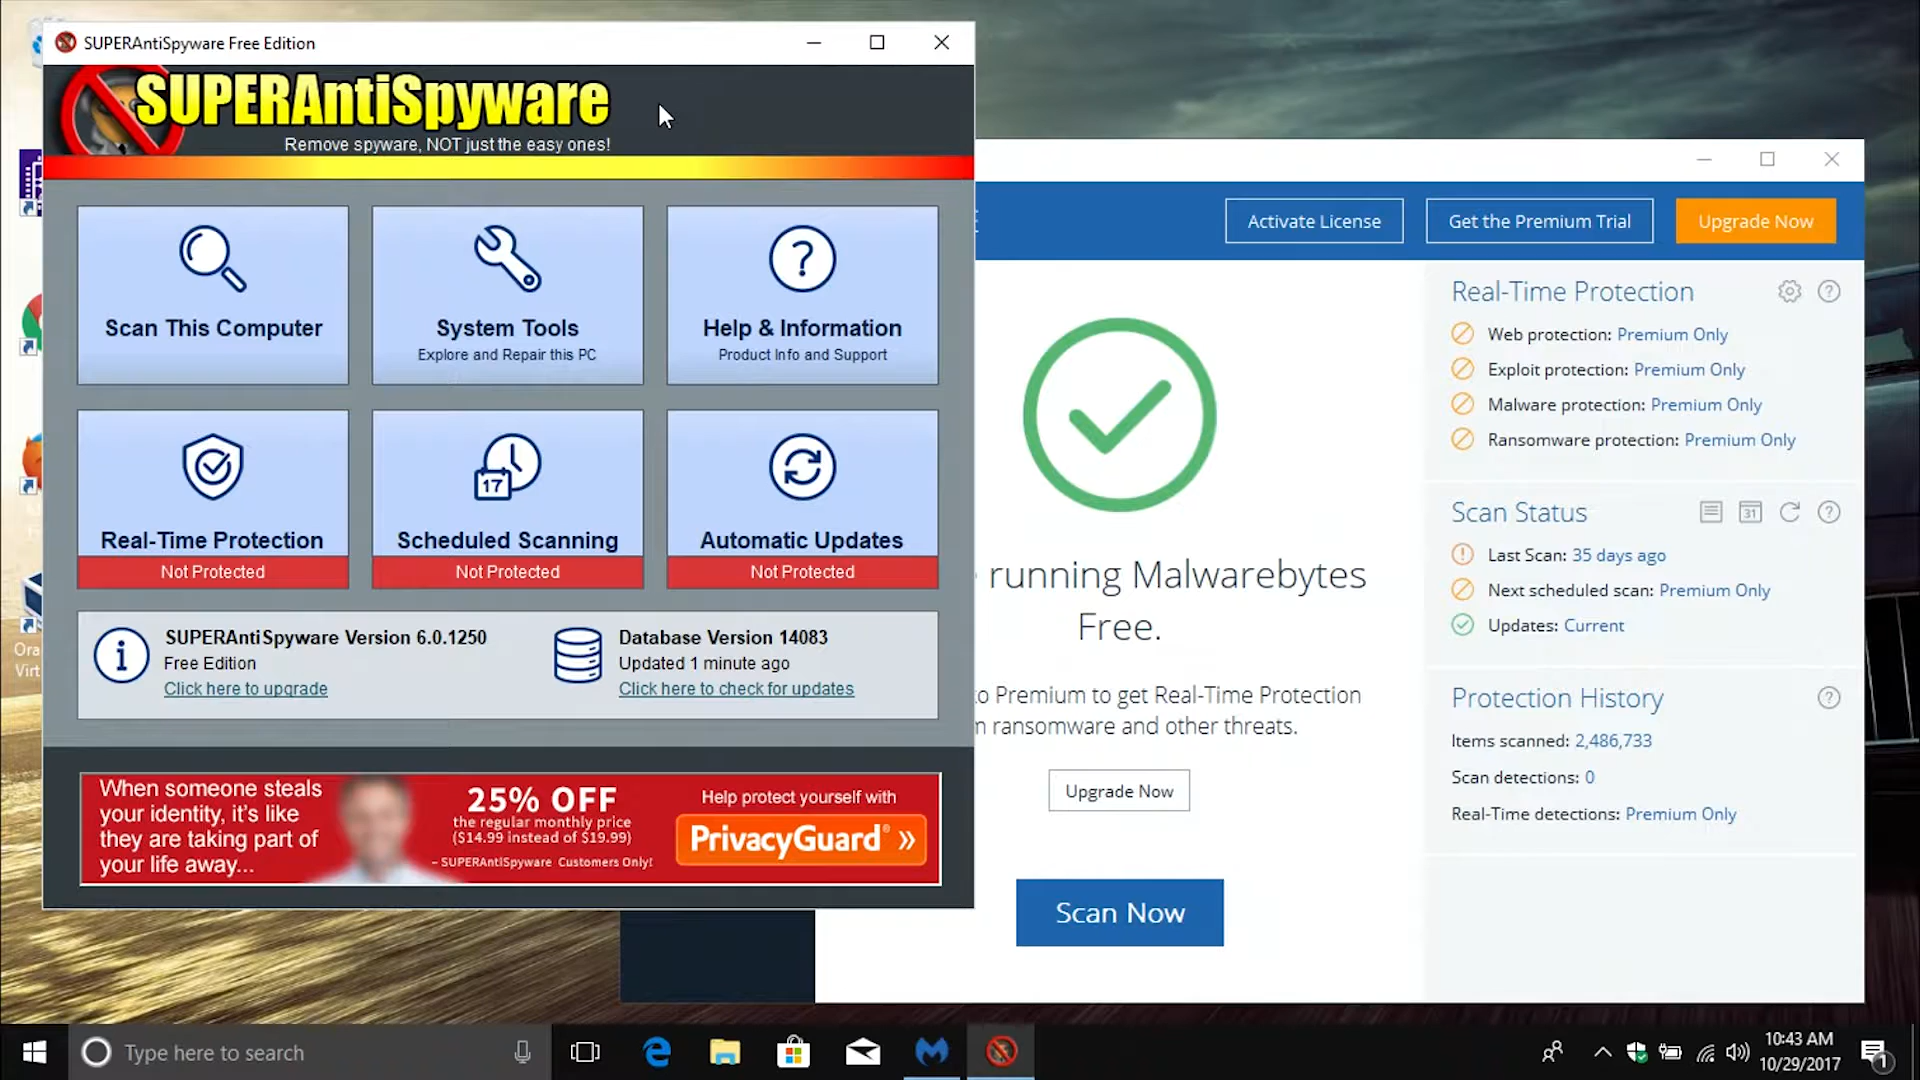 SUPERAntiSpyware Free Edition
SUPERAntiSpyware
Remove spyware, NOT just the easy ones!
Scan This Computer
System Tools
Explore and Repair this PC
Help & Information
Product Info and Support
Real-Time Protection
Not Protected
17
Scheduled Scanning
Not Protected
Automatic Updates
Not Protected
SUPERAntiSpyware Version 6.0.1250
Free Edition
Click here to upgrade
Database Version 14083
Updated 1 minute ago
Click here to check for updates
When someone steals
your identity, it's like
they are taking part of
your life away...
25% OFF
the regular monthly price
($14.99 instead of $19.99)
– SUPERAntiSpyware Customers Only!
Help protect yourself with
PrivacyGuard® »
Activate License
Get the Premium Trial
Upgrade Now
running Malwarebytes
Free.
o Premium to get Real-Time Protection
ransomware and other threats.
Upgrade Now
Scan Now
Real-Time Protection
Web protection: Premium Only
Exploit protection: Premium Only
Malware protection: Premium Only
Ransomware protection: Premium Only
Scan Status
31
Last Scan: 35 days ago
Next scheduled scan: Premium Only
Updates: Current
Protection History
Items scanned: 2,486,733
Scan detections: 0
Real-Time detections: Premium Only
Ora
Virt
Type here to search
10:43 AM
10/29/2017
1